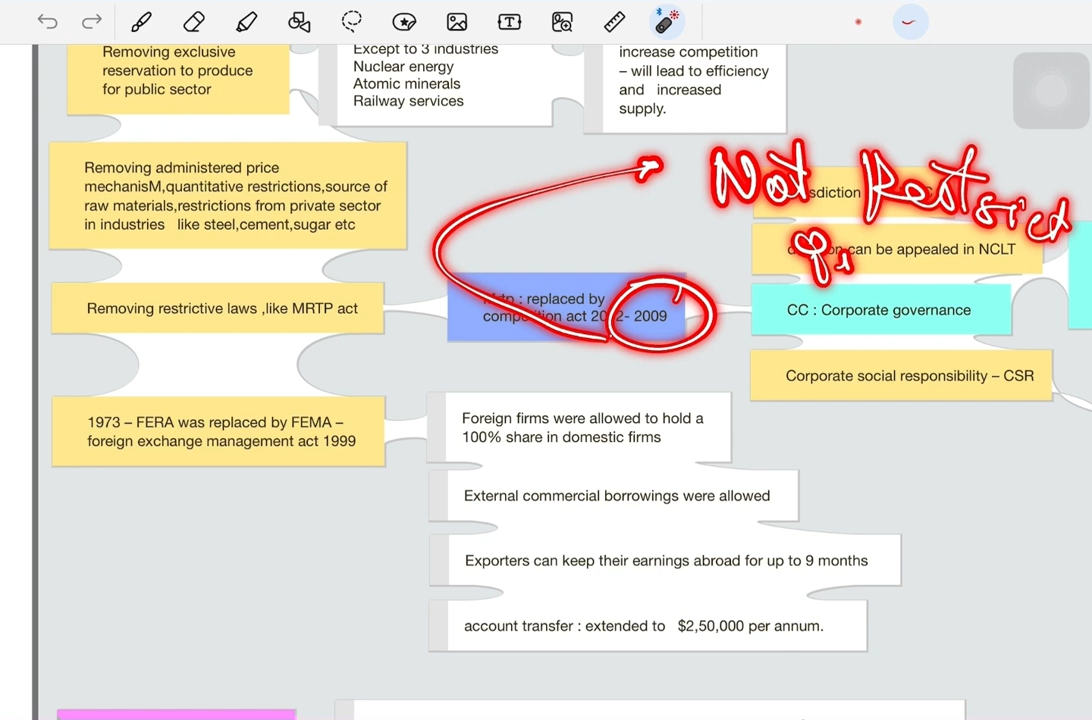 Removing exclusive
reservation to produce
for public sector
Except to 3 industries
Nuclear energy
Atomic minerals
Railway services
increase competition
– will lead to efficiency
and increased
supply.
Removing administered price
mechanisM,quantitative restrictions,source of
raw materials,restrictions from private sector
in industries like steel,cement,sugar etc
Not
sdiction
can be appealed in NCLT
Removing restrictive laws ,like MRTP act
: replaced by
act 2- 2009
CC : Corporate governance
Corporate social responsibility – CSR
1973 – FERA was replaced by FEMA –
foreign exchange management act 1999
Foreign firms were allowed to hold a
100% share in domestic firms
External commercial borrowings were allowed
Exporters can keep their earnings abroad for up to 9 months
account transfer : extended to $2,50,000 per annum.